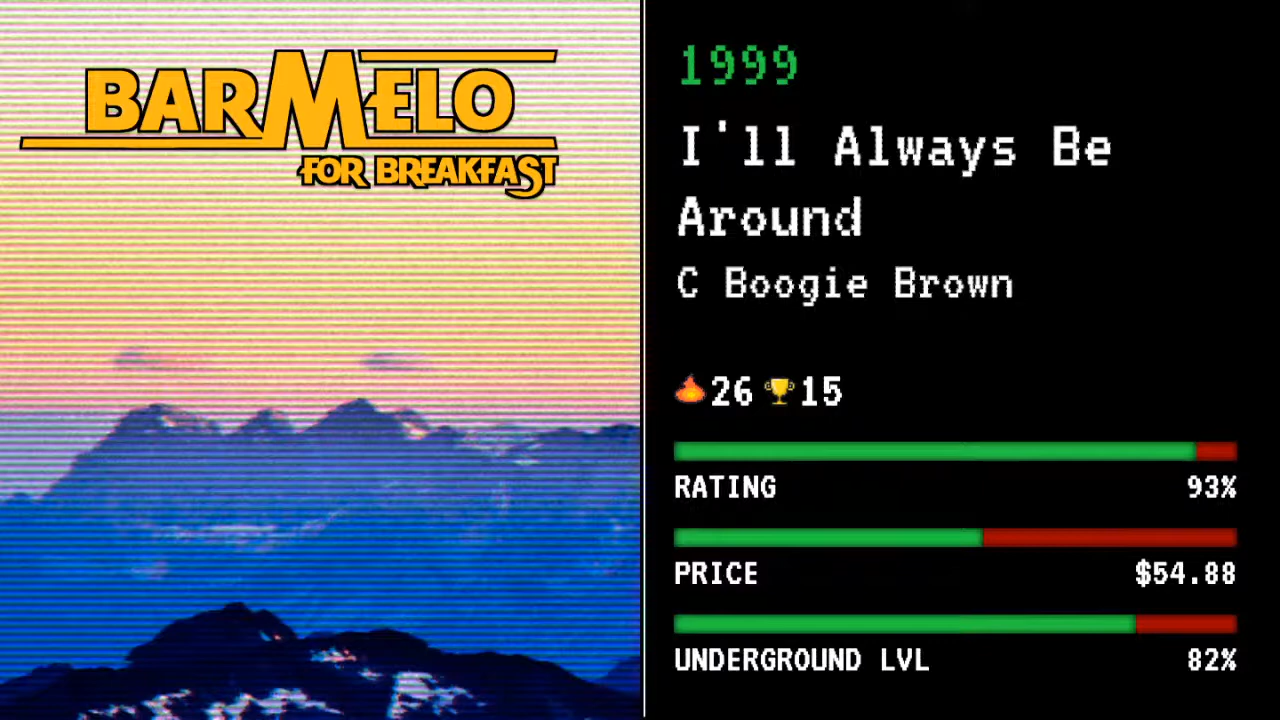 BARMELO
FOR BREAKFAST
1999
I'll Always Be
Around
C Boogie Brown
26 15
RATING 93%
PRICE $54.88
UNDERGROUND LVL 82%